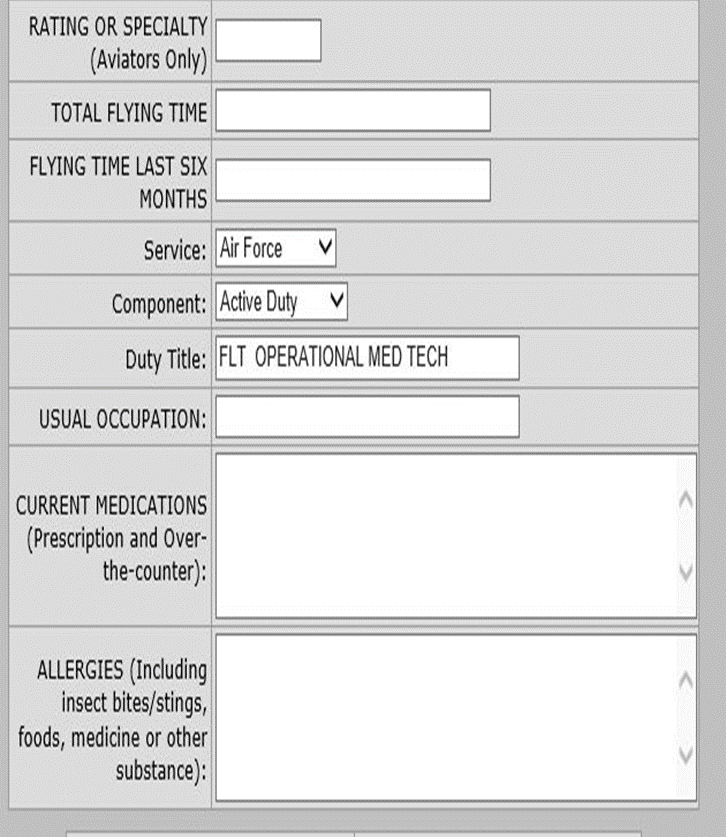 RATING OR SPECIALTY
(Aviators Only)
TOTAL FLYING TIME
FLYING TIME LAST SIX
MONTHS
Service: Air Force
Component: Active Duty
Duty Title: FLT  OPERATIONAL MED TECH
USUAL OCCUPATION:
CURRENT MEDICATIONS
(Prescription and Over-
the-counter):
ALLERGIES (Including
insect bites/stings,
foods, medicine or other
substance):